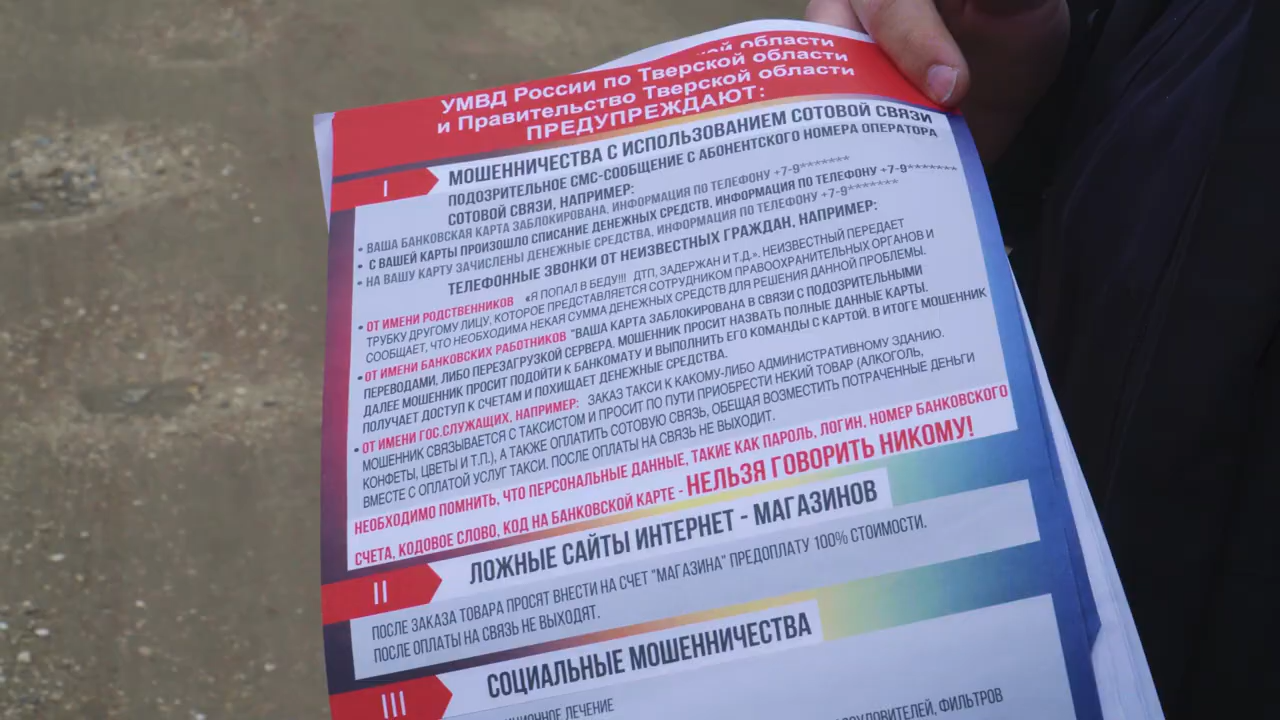 кой области
УМВД России по Тверской области
и Правительство Тверской области
ПРЕДУПРЕЖДАЮТ:
I
МОШЕННИЧЕСТВА С ИСПОЛЬЗОВАНИЕМ СОТОВОЙ СВЯЗИ
ПОДОЗРИТЕЛЬНОЕ СМС-СООБЩЕНИЕ С АБОНЕНТСКОГО НОМЕРА ОПЕРАТОРА
СОТОВОЙ СВЯЗИ, НАПРИМЕР:
• ВАША БАНКОВСКАЯ КАРТА ЗАБЛОКИРОВАНА, ИНФОРМАЦИЯ ПО ТЕЛЕФОНУ +7-9*******
• С ВАШЕЙ КАРТЫ ПРОИЗОШЛО СПИСАНИЕ ДЕНЕЖНЫХ СРЕДСТВ, ИНФОРМАЦИЯ ПО ТЕЛЕФОНУ +7-9*******
• НА ВАШУ КАРТУ ЗАЧИСЛЕНЫ ДЕНЕЖНЫЕ СРЕДСТВА, ИНФОРМАЦИЯ ПО ТЕЛЕФОНУ +7-9*******
ТЕЛЕФОННЫЕ ЗВОНКИ ОТ НЕИЗВЕСТНЫХ ГРАЖДАН, НАПРИМЕР:
• ОТ ИМЕНИ РОДСТВЕННИКОВ «Я ПОПАЛ В БЕДУ!!! ДТП, ЗАДЕРЖАН И Т.Д.». НЕИЗВЕСТНЫЙ ПЕРЕДАЕТ
ТРУБКУ ДРУГОМУ ЛИЦУ, КОТОРОЕ ПРЕДСТАВЛЯЕТСЯ СОТРУДНИКОМ ПРАВООХРАНИТЕЛЬНЫХ ОРГАНОВ И
СООБЩАЕТ, ЧТО НЕОБХОДИМА НЕКАЯ СУММА ДЕНЕЖНЫХ СРЕДСТВ ДЛЯ РЕШЕНИЯ ДАННОЙ ПРОБЛЕМЫ.
• ОТ ИМЕНИ БАНКОВСКИХ РАБОТНИКОВ "ВАША КАРТА ЗАБЛОКИРОВАНА В СВЯЗИ С ПОДОЗРИТЕЛЬНЫМИ
ПЕРЕВОДАМИ, ЛИБО ПЕРЕЗАГРУЗКОЙ СЕРВЕРА. МОШЕННИК ПРОСИТ НАЗВАТЬ ПОЛНЫЕ ДАННЫЕ КАРТЫ.
ДАЛЕЕ МОШЕННИК ПРОСИТ ПОДОЙТИ К БАНКОМАТУ И ВЫПОЛНИТЬ ЕГО КОМАНДЫ С КАРТОЙ. В ИТОГЕ МОШЕННИК
ПОЛУЧАЕТ ДОСТУП К СЧЕТАМ И ПОХИЩАЕТ ДЕНЕЖНЫЕ СРЕДСТВА.
• ОТ ИМЕНИ ГОС.СЛУЖАЩИХ, НАПРИМЕР: ЗАКАЗ ТАКСИ К КАКОМУ-ЛИБО АДМИНИСТРАТИВНОМУ ЗДАНИЮ.
МОШЕННИК СВЯЗЫВАЕТСЯ С ТАКСИСТОМ И ПРОСИТ ПО ПУТИ ПРИОБРЕСТИ НЕКИЙ ТОВАР (АЛКОГОЛЬ,
КОНФЕТЫ, ЦВЕТЫ И Т.П.), А ТАКЖЕ ОПЛАТИТЬ СОТОВУЮ СВЯЗЬ, ОБЕЩАЯ ВОЗМЕСТИТЬ ПОТРАЧЕННЫЕ ДЕНЬГИ
ВМЕСТЕ С ОПЛАТОЙ УСЛУГ ТАКСИ. ПОСЛЕ ОПЛАТЫ НА СВЯЗЬ НЕ ВЫХОДИТ.
НЕОБХОДИМО ПОМНИТЬ, ЧТО ПЕРСОНАЛЬНЫЕ ДАННЫЕ, ТАКИЕ КАК ПАРОЛЬ, ЛОГИН, НОМЕР БАНКОВСКОГО
СЧЕТА, КОДОВОЕ СЛОВО, КОД НА БАНКОВСКОЙ КАРТЕ - НЕЛЬЗЯ ГОВОРИТЬ НИКОМУ!
II
ЛОЖНЫЕ САЙТЫ ИНТЕРНЕТ - МАГАЗИНОВ
ПОСЛЕ ЗАКАЗА ТОВАРА ПРОСЯТ ВНЕСТИ НА СЧЕТ "МАГАЗИНА" ПРЕДОПЛАТУ 100% СТОИМОСТИ.
ПОСЛЕ ОПЛАТЫ НА СВЯЗЬ НЕ ВЫХОДЯТ.
III
СОЦИАЛЬНЫЕ МОШЕННИЧЕСТВА
ЛЕЧЕНИЕ
ФИЛЬТРОВ